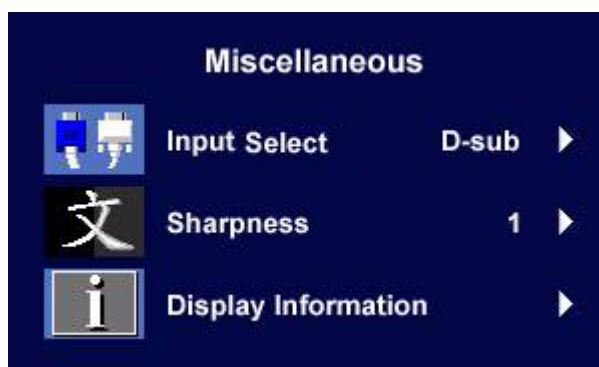 Miscellaneous
Input Select D-sub
文 Sharpness 1
i Display Information